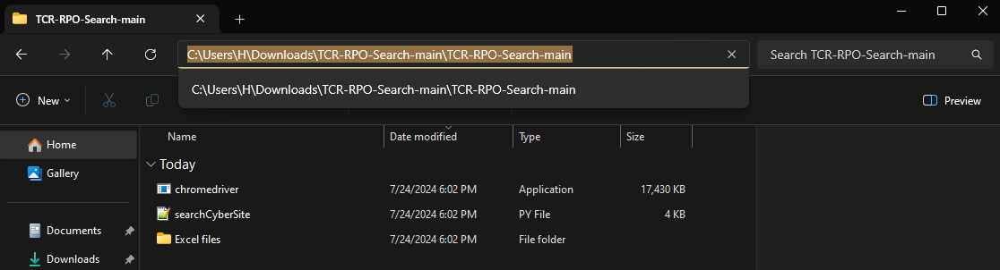 TCR-RPO-Search-main
C:\Users\H\Downloads\TCR-RPO-Search-main\TCR-RPO-Search-main
Search TCR-RPO-Search-main
C:\Users\H\Downloads\TCR-RPO-Search-main\TCR-RPO-Search-main
New
Preview
Home
Gallery
Documents
Downloads
Name Date modified Type Size
Today
chromedriver 7/24/2024 6:02 PM Application 17,430 KB
searchCyberSite 7/24/2024 6:02 PM PY File 4 KB
Excel files 7/24/2024 6:02 PM File folder